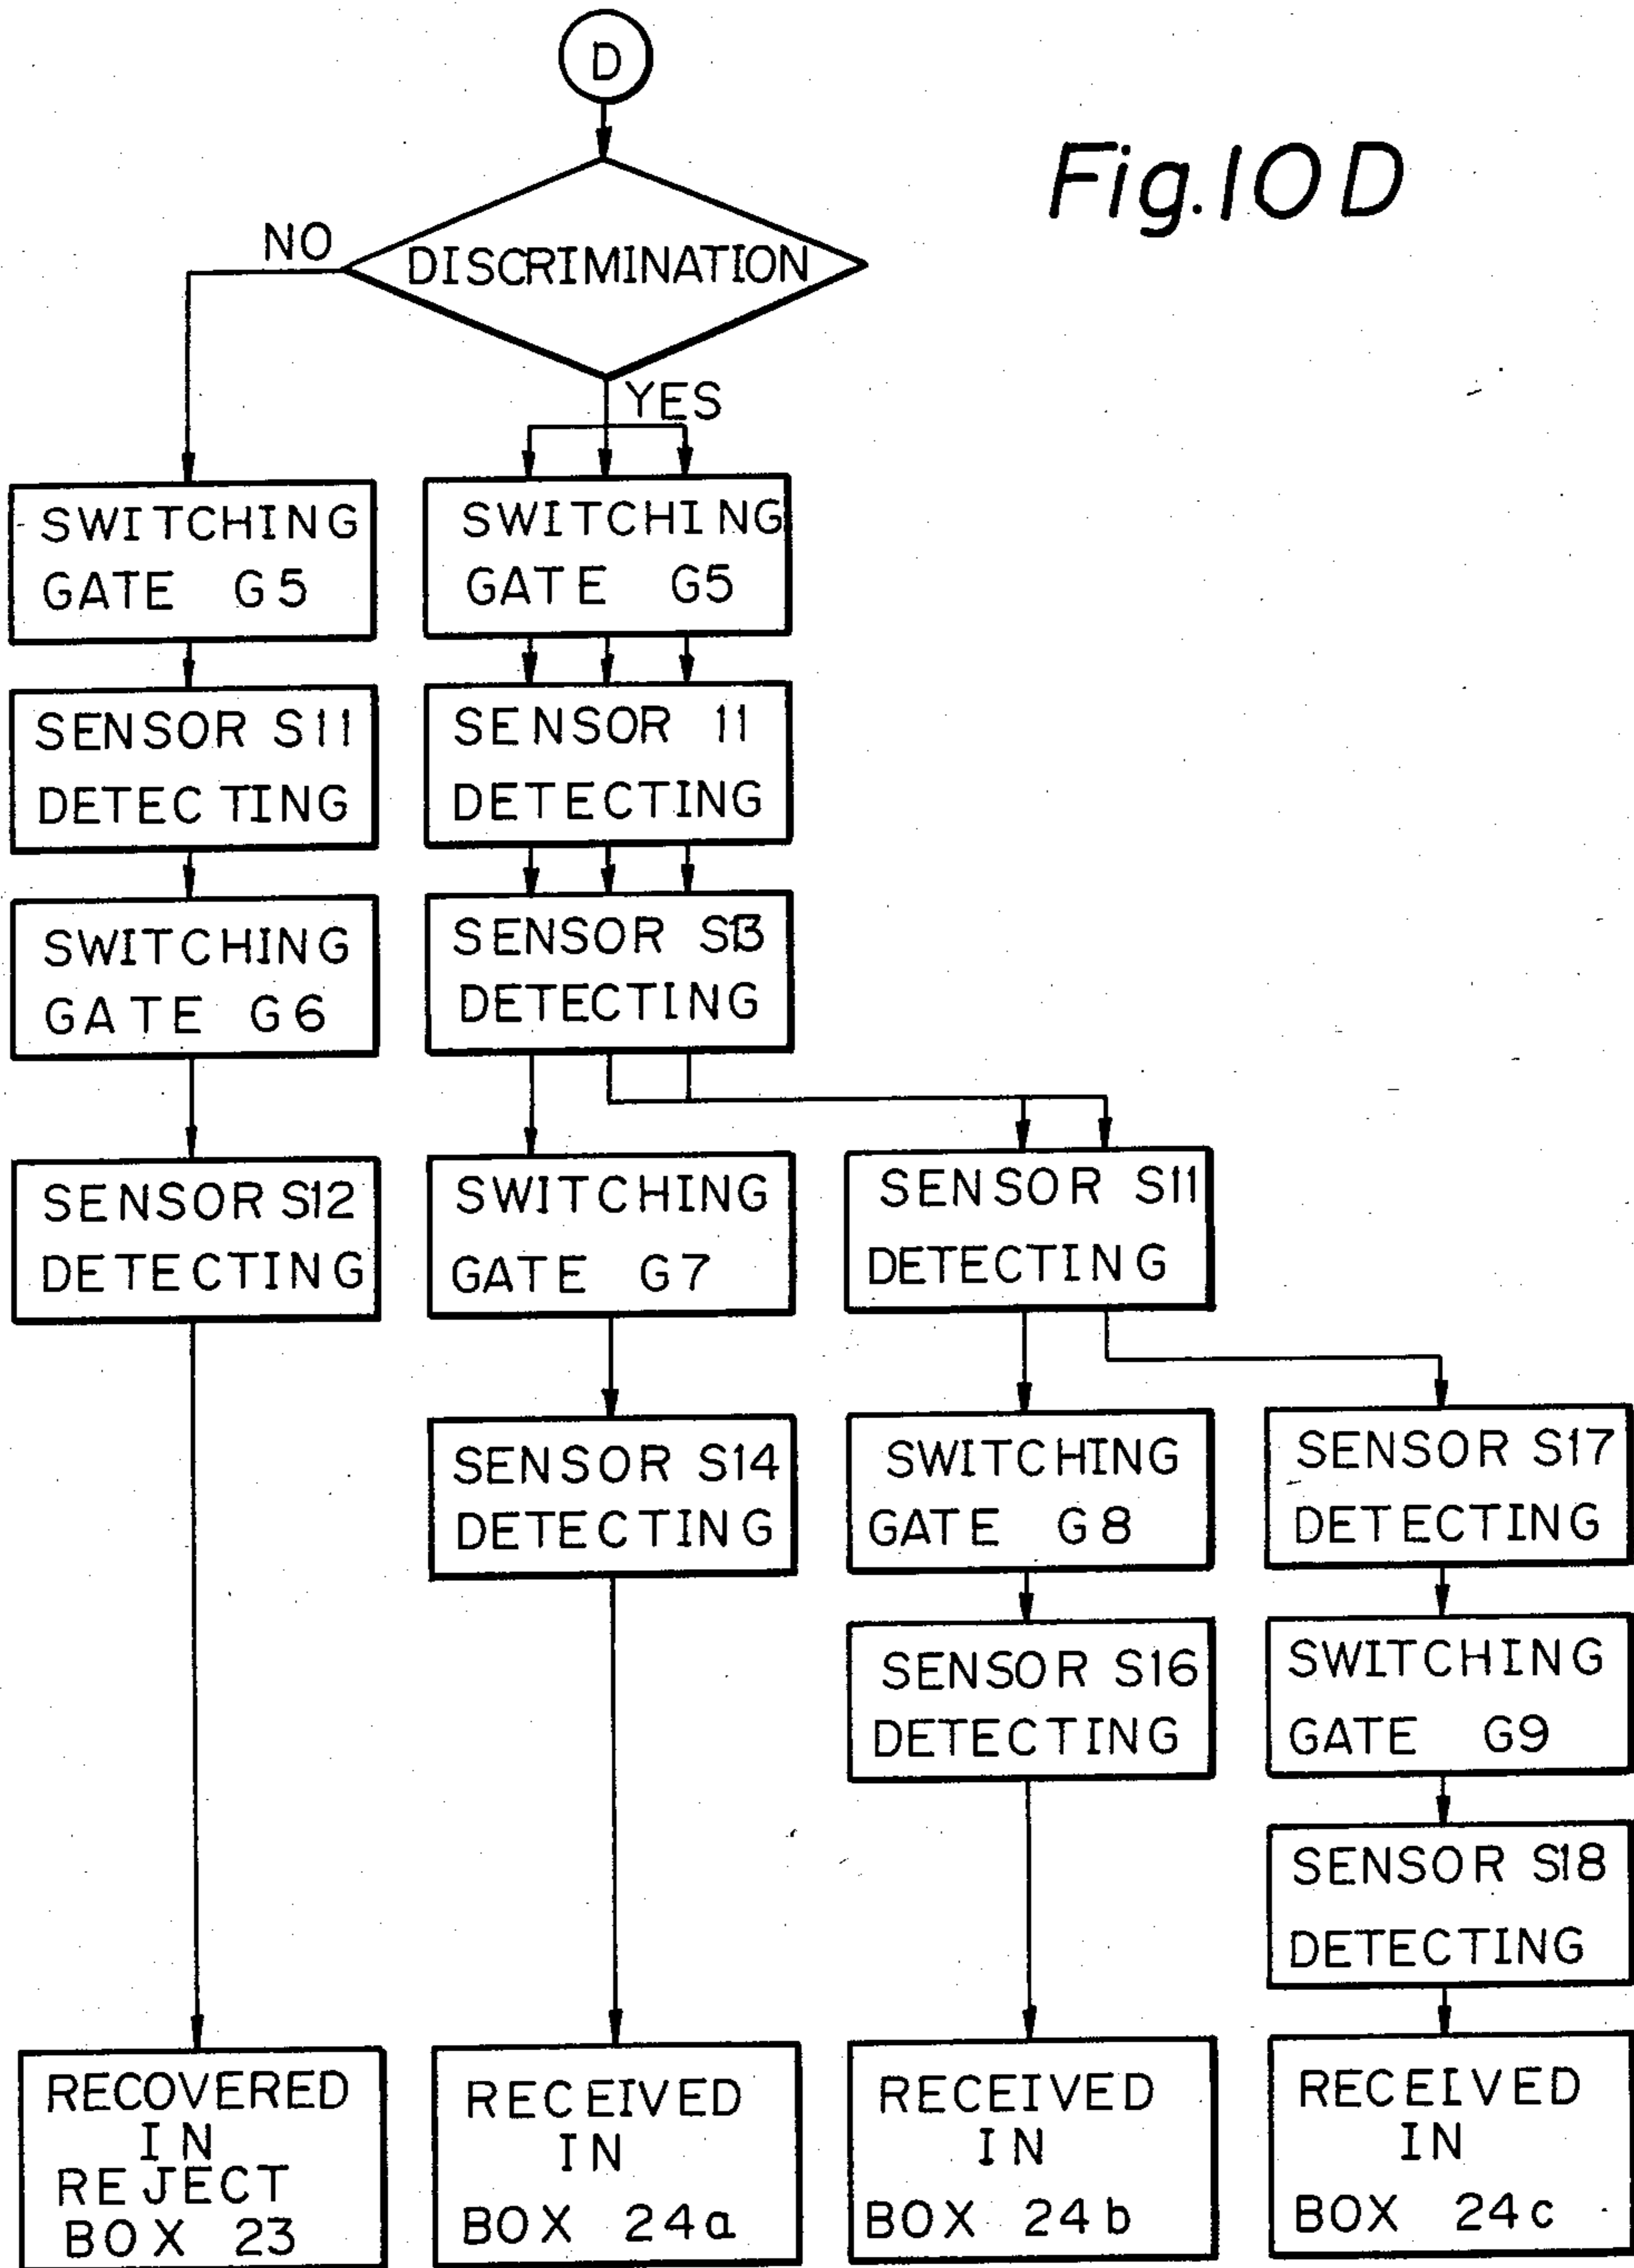 D
Fig.10D
DISCRIMINATION
NO
YES
SWITCHING
GATE G5
SWITCHING
GATE G5
SENSOR S11
DETECTING
SENSOR 11
DETECTING
SWITCHING
GATE G6
SENSOR S13
DETECTING
SENSOR S12
DETECTING
SWITCHING
GATE G7
SENSOR S11
DETECTING
SENSOR S14
DETECTING
SWITCHING
GATE G8
SENSOR S17
DETECTING
SENSOR S16
DETECTING
SWITCHING
GATE G9
SENSOR S18
DETECTING
RECOVERED
IN
REJECT
BOX 23
RECEIVED
IN
BOX 24a
RECEIVED
IN
BOX 24b
RECEIVED
IN
BOX 24c